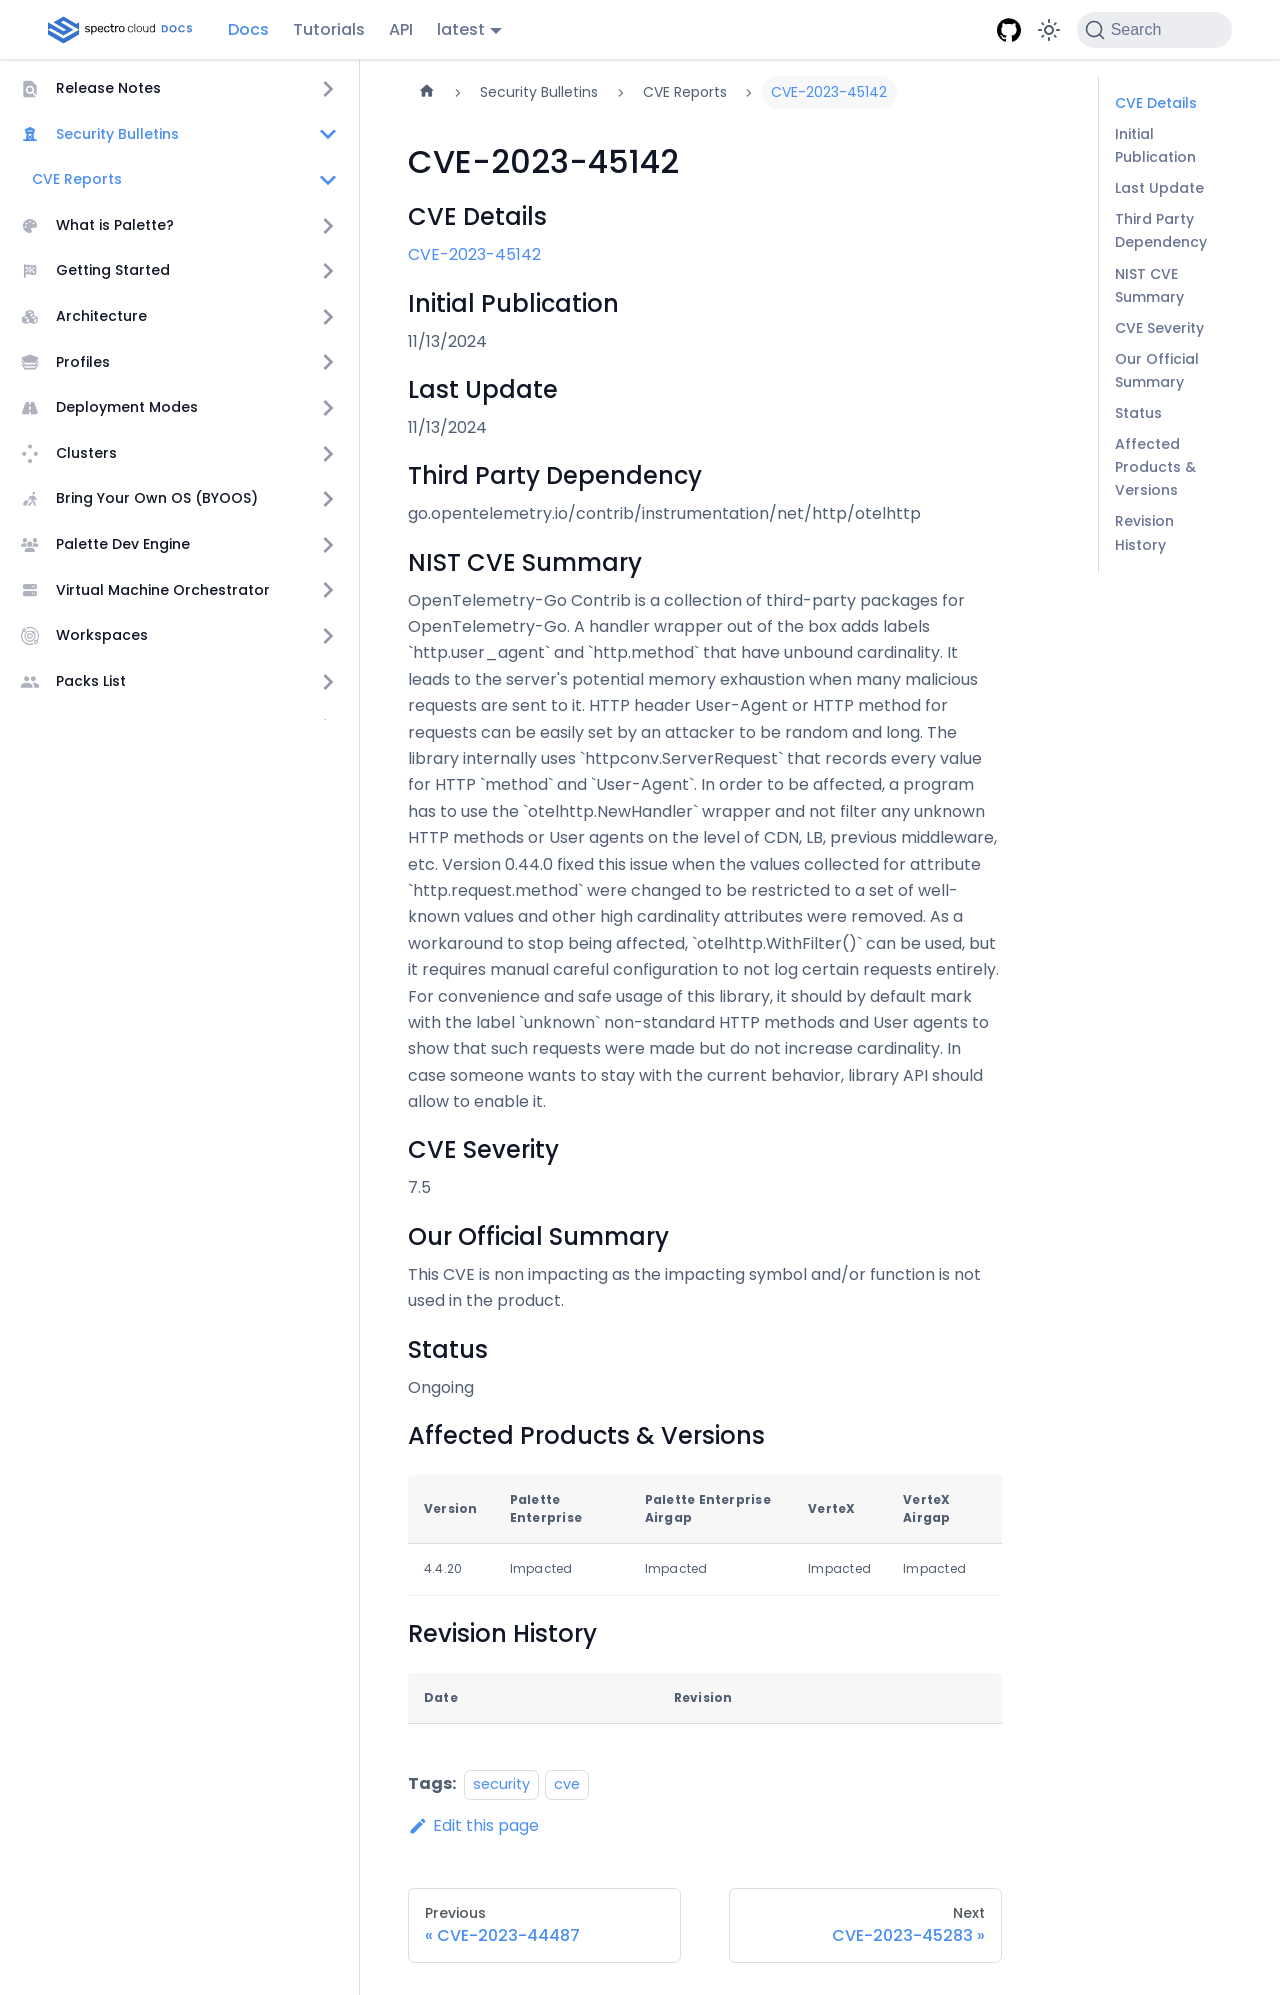 spectro cloud DOCS
Docs Tutorials API latest
Search
Release Notes
Security Bulletins
CVE Reports
What is Palette?
Getting Started
Architecture
Profiles
Deployment Modes
Clusters
Bring Your Own OS (BYOOS)
Palette Dev Engine
Virtual Machine Orchestrator
Workspaces
Packs List
Security Bulletins
CVE Reports
CVE-2023-45142
CVE-2023-45142
CVE Details
CVE-2023-45142
Initial Publication
11/13/2024
Last Update
11/13/2024
Third Party Dependency
go.opentelemetry.io/contrib/instrumentation/net/http/otelhttp
NIST CVE Summary
OpenTelemetry-Go Contrib is a collection of third-party packages for
OpenTelemetry-Go. A handler wrapper out of the box adds labels
`http.user_agent` and `http.method` that have unbound cardinality. It
leads to the server's potential memory exhaustion when many malicious
requests are sent to it. HTTP header User-Agent or HTTP method for
requests can be easily set by an attacker to be random and long. The
library internally uses `httpconv.ServerRequest` that records every value
for HTTP `method` and `User-Agent`. In order to be affected, a program
has to use the `otelhttp.NewHandler` wrapper and not filter any unknown
HTTP methods or User agents on the level of CDN, LB, previous middleware,
etc. Version 0.44.0 fixed this issue when the values collected for attribute
`http.request.method` were changed to be restricted to a set of well-
known values and other high cardinality attributes were removed. As a
workaround to stop being affected, `otelhttp.WithFilter()` can be used, but
it requires manual careful configuration to not log certain requests entirely.
For convenience and safe usage of this library, it should by default mark
with the label `unknown` non-standard HTTP methods and User agents to
show that such requests were made but do not increase cardinality. In
case someone wants to stay with the current behavior, library API should
allow to enable it.
CVE Severity
7.5
Our Official Summary
This CVE is non impacting as the impacting symbol and/or function is not
used in the product.
Status
Ongoing
Affected Products & Versions
Version Palette Enterprise Palette Enterprise Airgap VerteX VerteX Airgap
4.4.20 Impacted Impacted Impacted Impacted
Revision History
Date Revision
Tags: security cve
Edit this page
Previous
« CVE-2023-44487
Next
CVE-2023-45283 »
CVE Details
Initial
Publication
Last Update
Third Party
Dependency
NIST CVE
Summary
CVE Severity
Our Official
Summary
Status
Affected
Products &
Versions
Revision
History